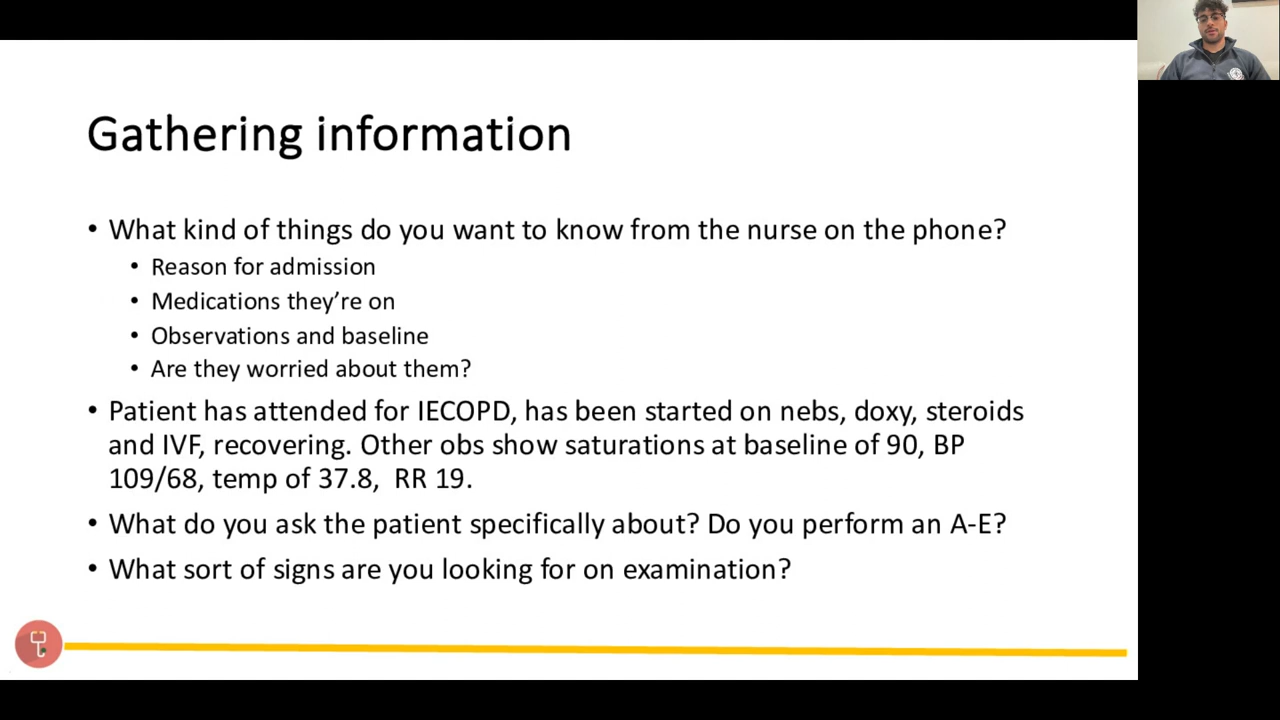 Gathering information
• What kind of things do you want to know from the nurse on the phone?
• Reason for admission
• Medications they're on
• Observations and baseline
• Are they worried about them?
• Patient has attended for IECOPD, has been started on nebs, doxy, steroids
and IVF, recovering. Other obs show saturations at baseline of 90, BP
109/68, temp of 37.8,  RR 19.
• What do you ask the patient specifically about? Do you perform an A-E?
• What sort of signs are you looking for on examination?